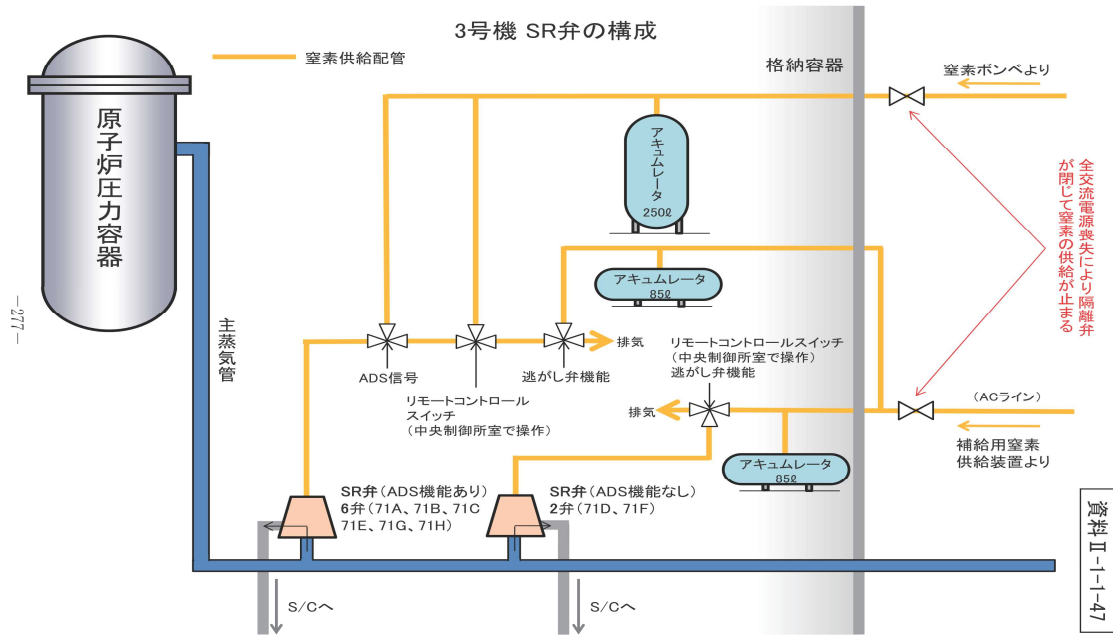 3号機 SR弁の構成
窒素供給配管
格納容器
窒素ボンベより
原子炉圧力容器
アキュムレータ
250ℓ
全交流電源喪失により隔離弁
が閉じて窒素の供給が止まる
アキュムレータ
85ℓ
主蒸気管
－277－
排気
リモートコントロールスイッチ
(中央制御所室で操作)
逃がし弁機能
ADS信号
逃がし弁機能
リモートコントロール
スイッチ
(中央制御所室で操作)
排気
(ACライン)
補給用窒素
供給装置より
アキュムレータ
85ℓ
SR弁(ADS機能あり)
6弁(71A、71B、71C
71E、71G、71H)
SR弁(ADS機能なし)
2弁(71D、71F)
資料Ⅱ-1-1-47
S/Cへ
S/Cへ